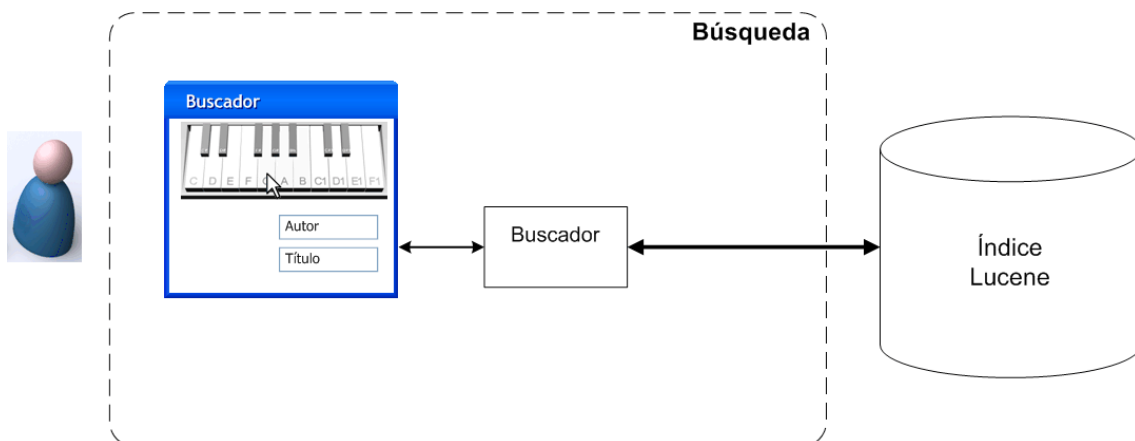 Búsqueda
Buscador
C D E F G A B C1 D1 E1 F1
Autor
Título
Buscador
Índice
Lucene